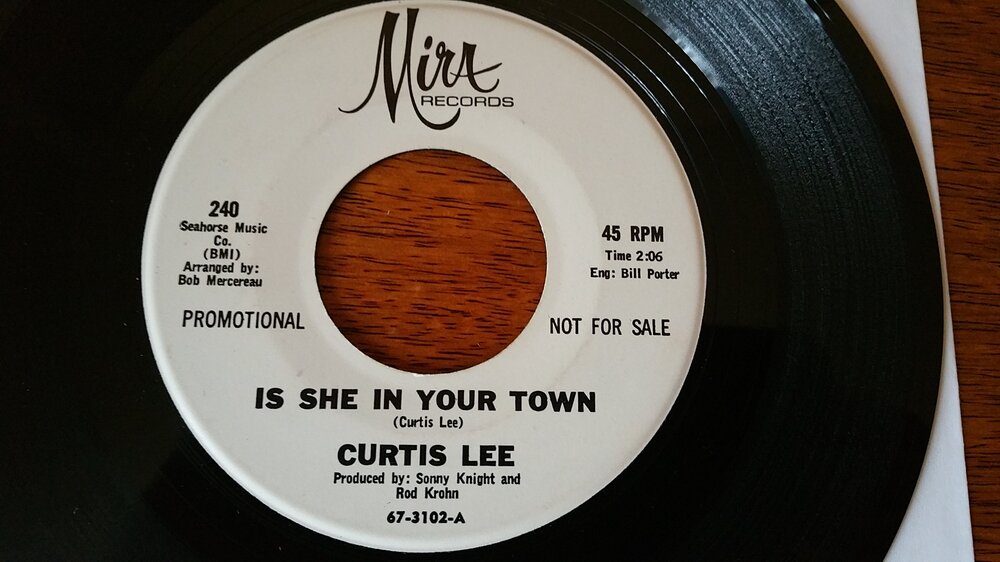 Mira
RECORDS
240
Seahorse Music
Co.
(BMI)
Arranged by:
Bob Mercereau
PROMOTIONAL
45 RPM
Time 2:06
Eng: Bill Porter
NOT FOR SALE
IS SHE IN YOUR TOWN
(Curtis Lee)
CURTIS LEE
Produced by: Sonny Knight and
Rod Krohn
67-3102-A